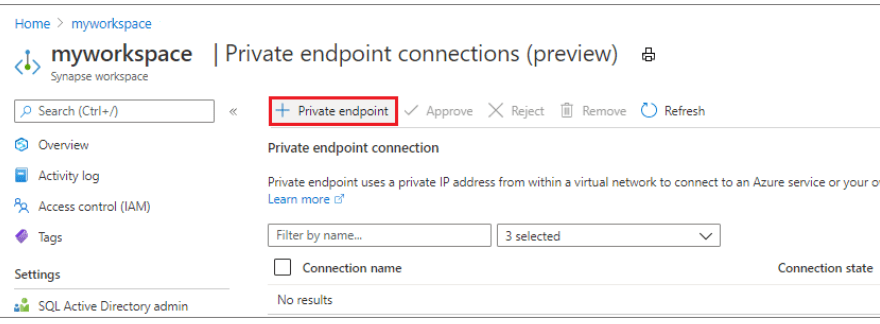 Home > myworkspace
myworkspace | Private endpoint connections (preview)
Synapse workspace
Search (Ctrl+/) «
+ Private endpoint Approve Reject Remove Refresh
Overview
Private endpoint connection
Activity log
Private endpoint uses a private IP address from within a virtual network to connect to an Azure service or your o
Learn more
Access control (IAM)
Tags
Filter by name... 3 selected
Settings
Connection name Connection state
SQL Active Directory admin
No results